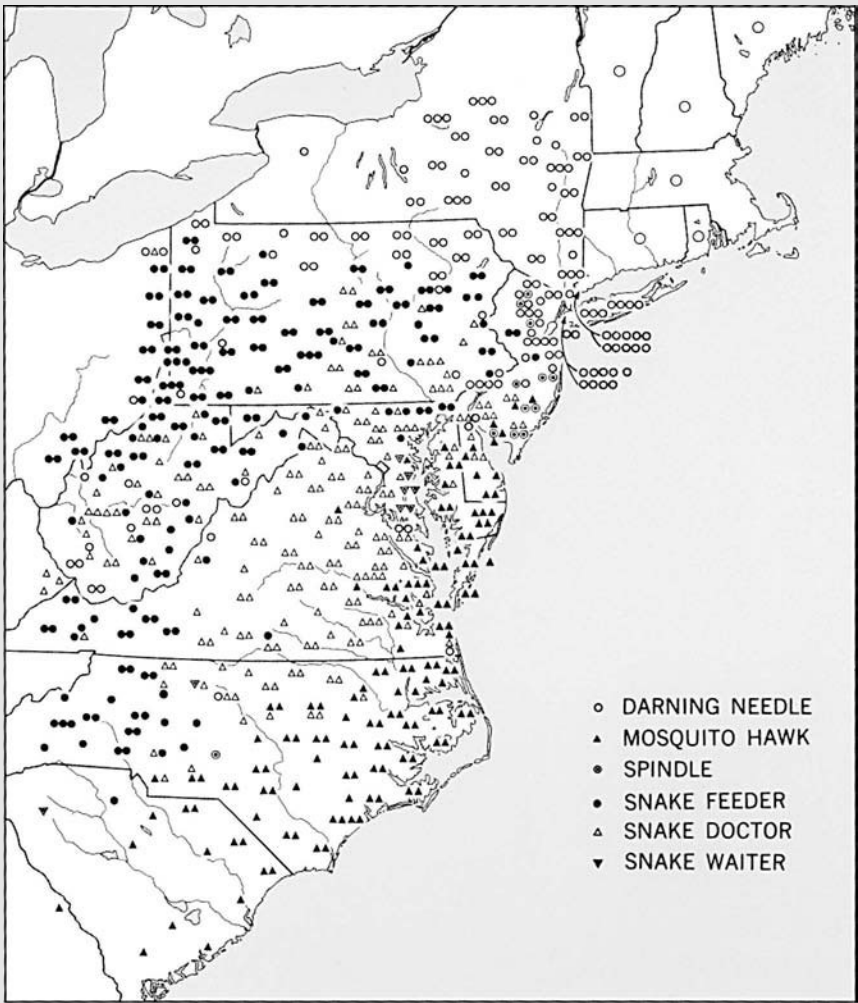 DARNING NEEDLE
MOSQUITO HAWK
SPINDLE
SNAKE FEEDER
SNAKE DOCTOR
SNAKE WAITER